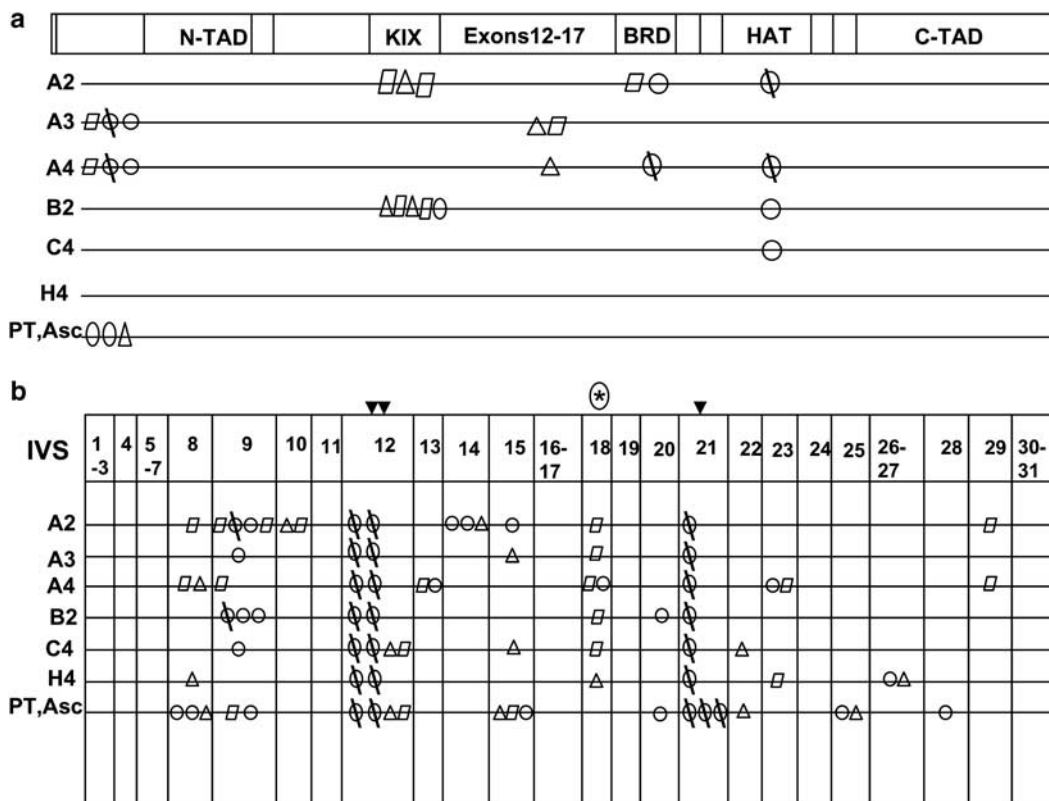 a
N-TAD KIX Exons12-17 BRD HAT C-TAD
A2
A3
A4
B2
C4
H4
PT,Asc
b
*
IVS 1-3 4 5-7 8 9 10 11 12 13 14 15 16-17 18 19 20 21 22 23 24 25 26-27 28 29 30-31
A2
A3
A4
B2
C4
H4
PT,Asc